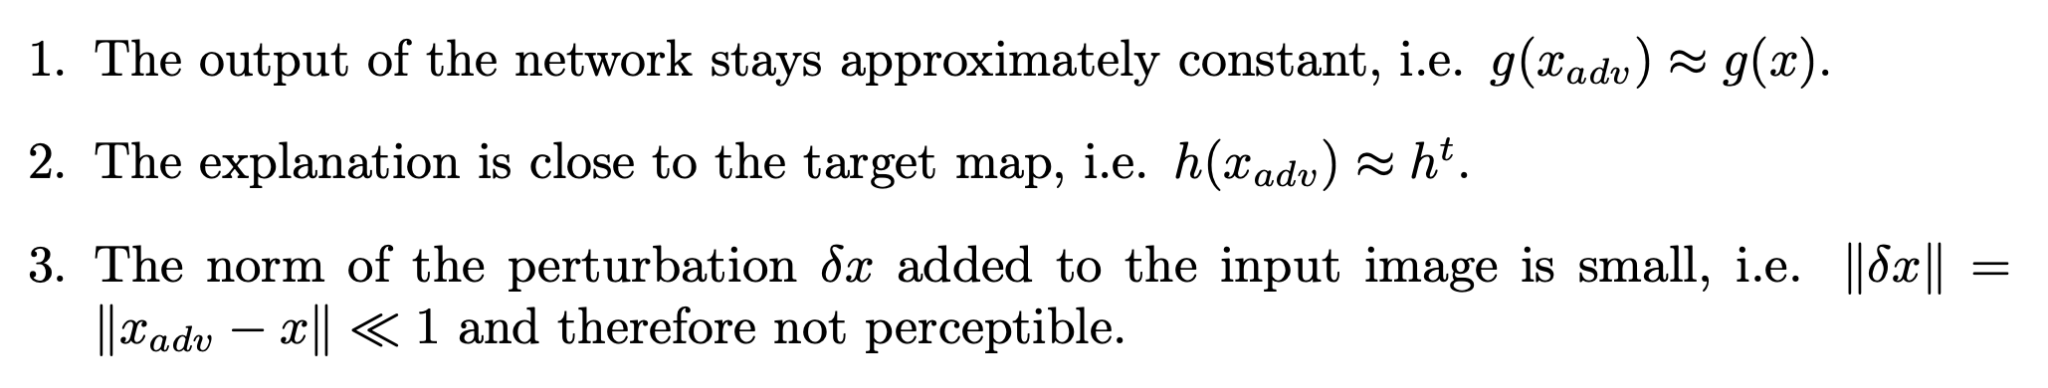 1. The output of the network stays approximately constant, i.e. g(x_{adv}) ≈ g(x).
2. The explanation is close to the target map, i.e. h(x_{adv}) ≈ h^t.
3. The norm of the perturbation δx added to the input image is small, i.e. ‖δx‖ =
‖x_{adv} − x‖ ≪ 1 and therefore not perceptible.